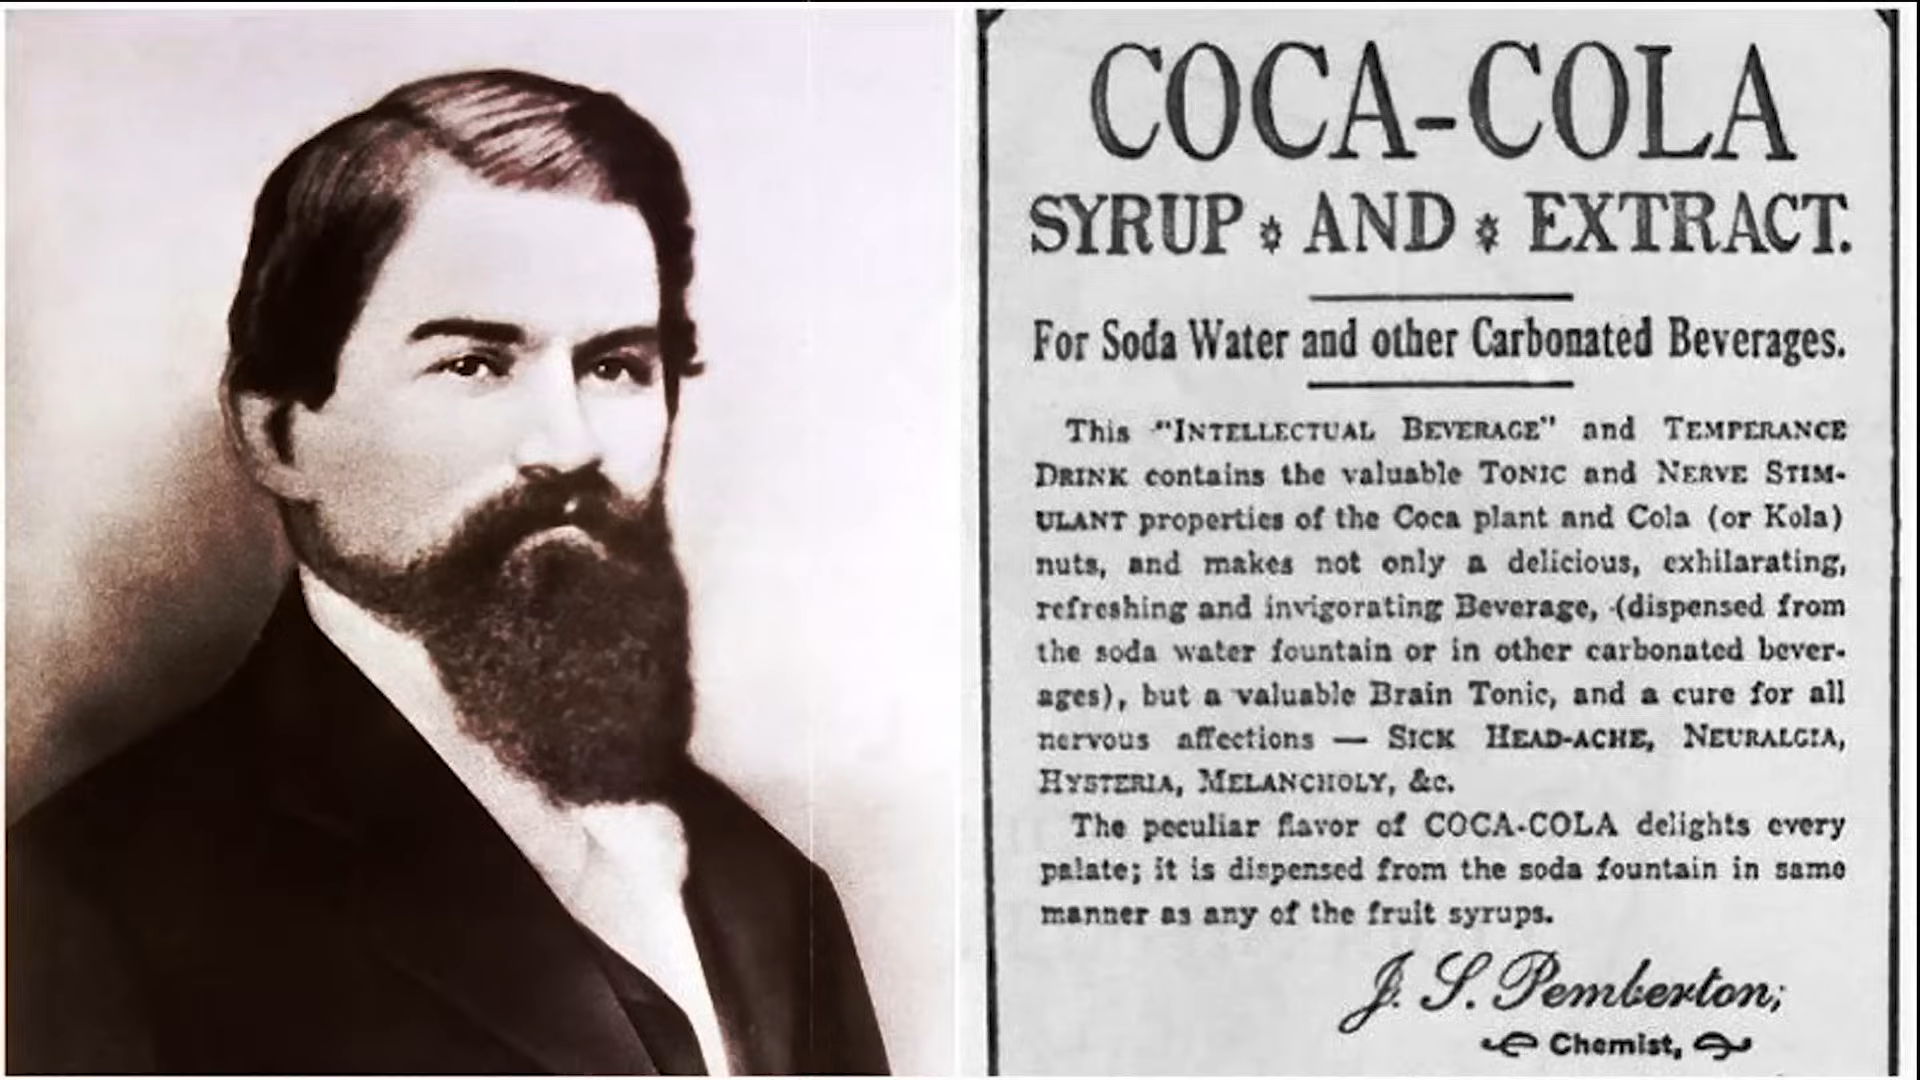 COCA-COLA
SYRUP * AND * EXTRACT.
For Soda Water and other Carbonated Beverages.
This "INTELLECTUAL BEVERAGE" and TEMPERANCE
DRINK contains the valuable TONIC and NERVE STIM-
ULANT properties of the Coca plant and Cola (or Kola)
nuts, and makes not only a delicious, exhilarating,
refreshing and invigorating Beverage, (dispensed from
the soda water fountain or in other carbonated bever-
ages), but a valuable Brain Tonic, and a cure for all
nervous affections — SICK HEAD-ACHE, NEURALGIA,
HYSTERIA, MELANCHOLY, &c.
The peculiar flavor of COCA-COLA delights every
palate; it is dispensed from the soda fountain in same
manner as any of the fruit syrups.
J. S. Pemberton;
Chemist,